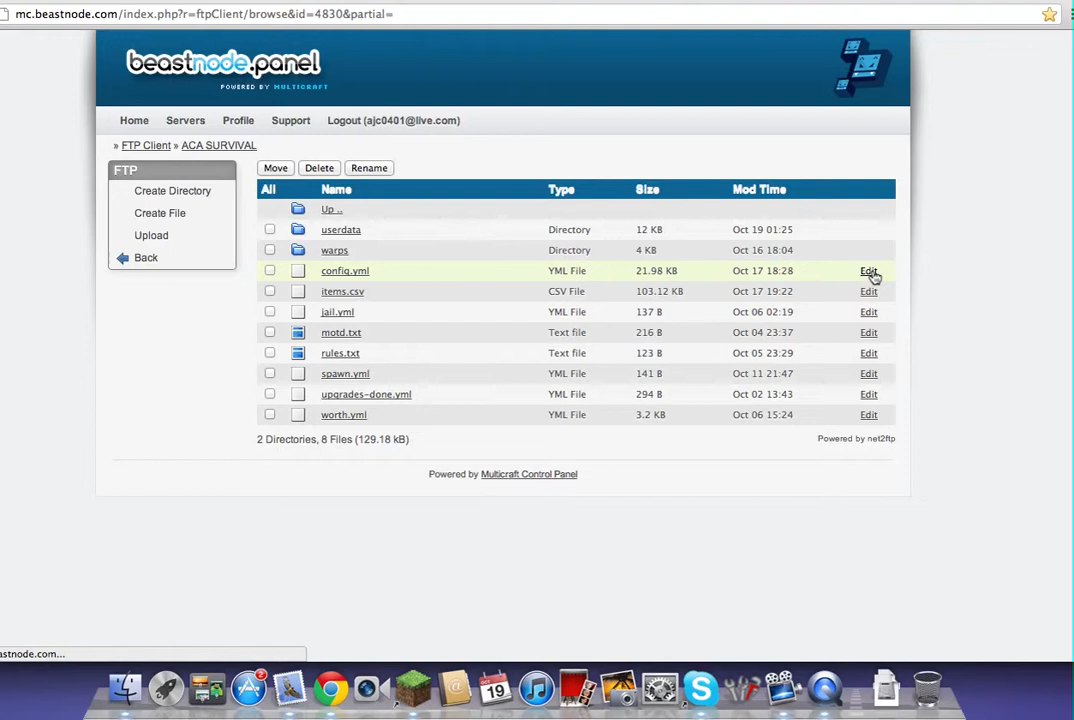 mc.beastnode.com/index.php?r=ftpClient/browse&id=4830&partial=
beastnode.panel
POWERED BY MULTICRAFT
Home Servers Profile Support Logout (ajc0401@live.com)
» FTP Client » ACA SURVIVAL
FTP
Create Directory
Create File
Upload
Back
Move Delete Rename
All Name Type Size Mod Time
Up ..
userdata Directory 12 KB Oct 19 01:25
warps Directory 4 KB Oct 16 18:04
config.yml YML File 21.98 KB Oct 17 18:28 Edit
items.csv CSV File 103.12 KB Oct 17 19:22 Edit
jail.yml YML File 137 B Oct 06 02:19 Edit
motd.txt Text file 216 B Oct 04 23:37 Edit
rules.txt Text file 123 B Oct 05 23:29 Edit
spawn.yml YML File 141 B Oct 11 21:47 Edit
upgrades-done.yml YML File 294 B Oct 02 13:43 Edit
worth.yml YML File 3.2 KB Oct 06 15:24 Edit
2 Directories, 8 Files (129.18 kB)
Powered by net2ftp
Powered by Multicraft Control Panel
astnode.com...
2
OCT
19